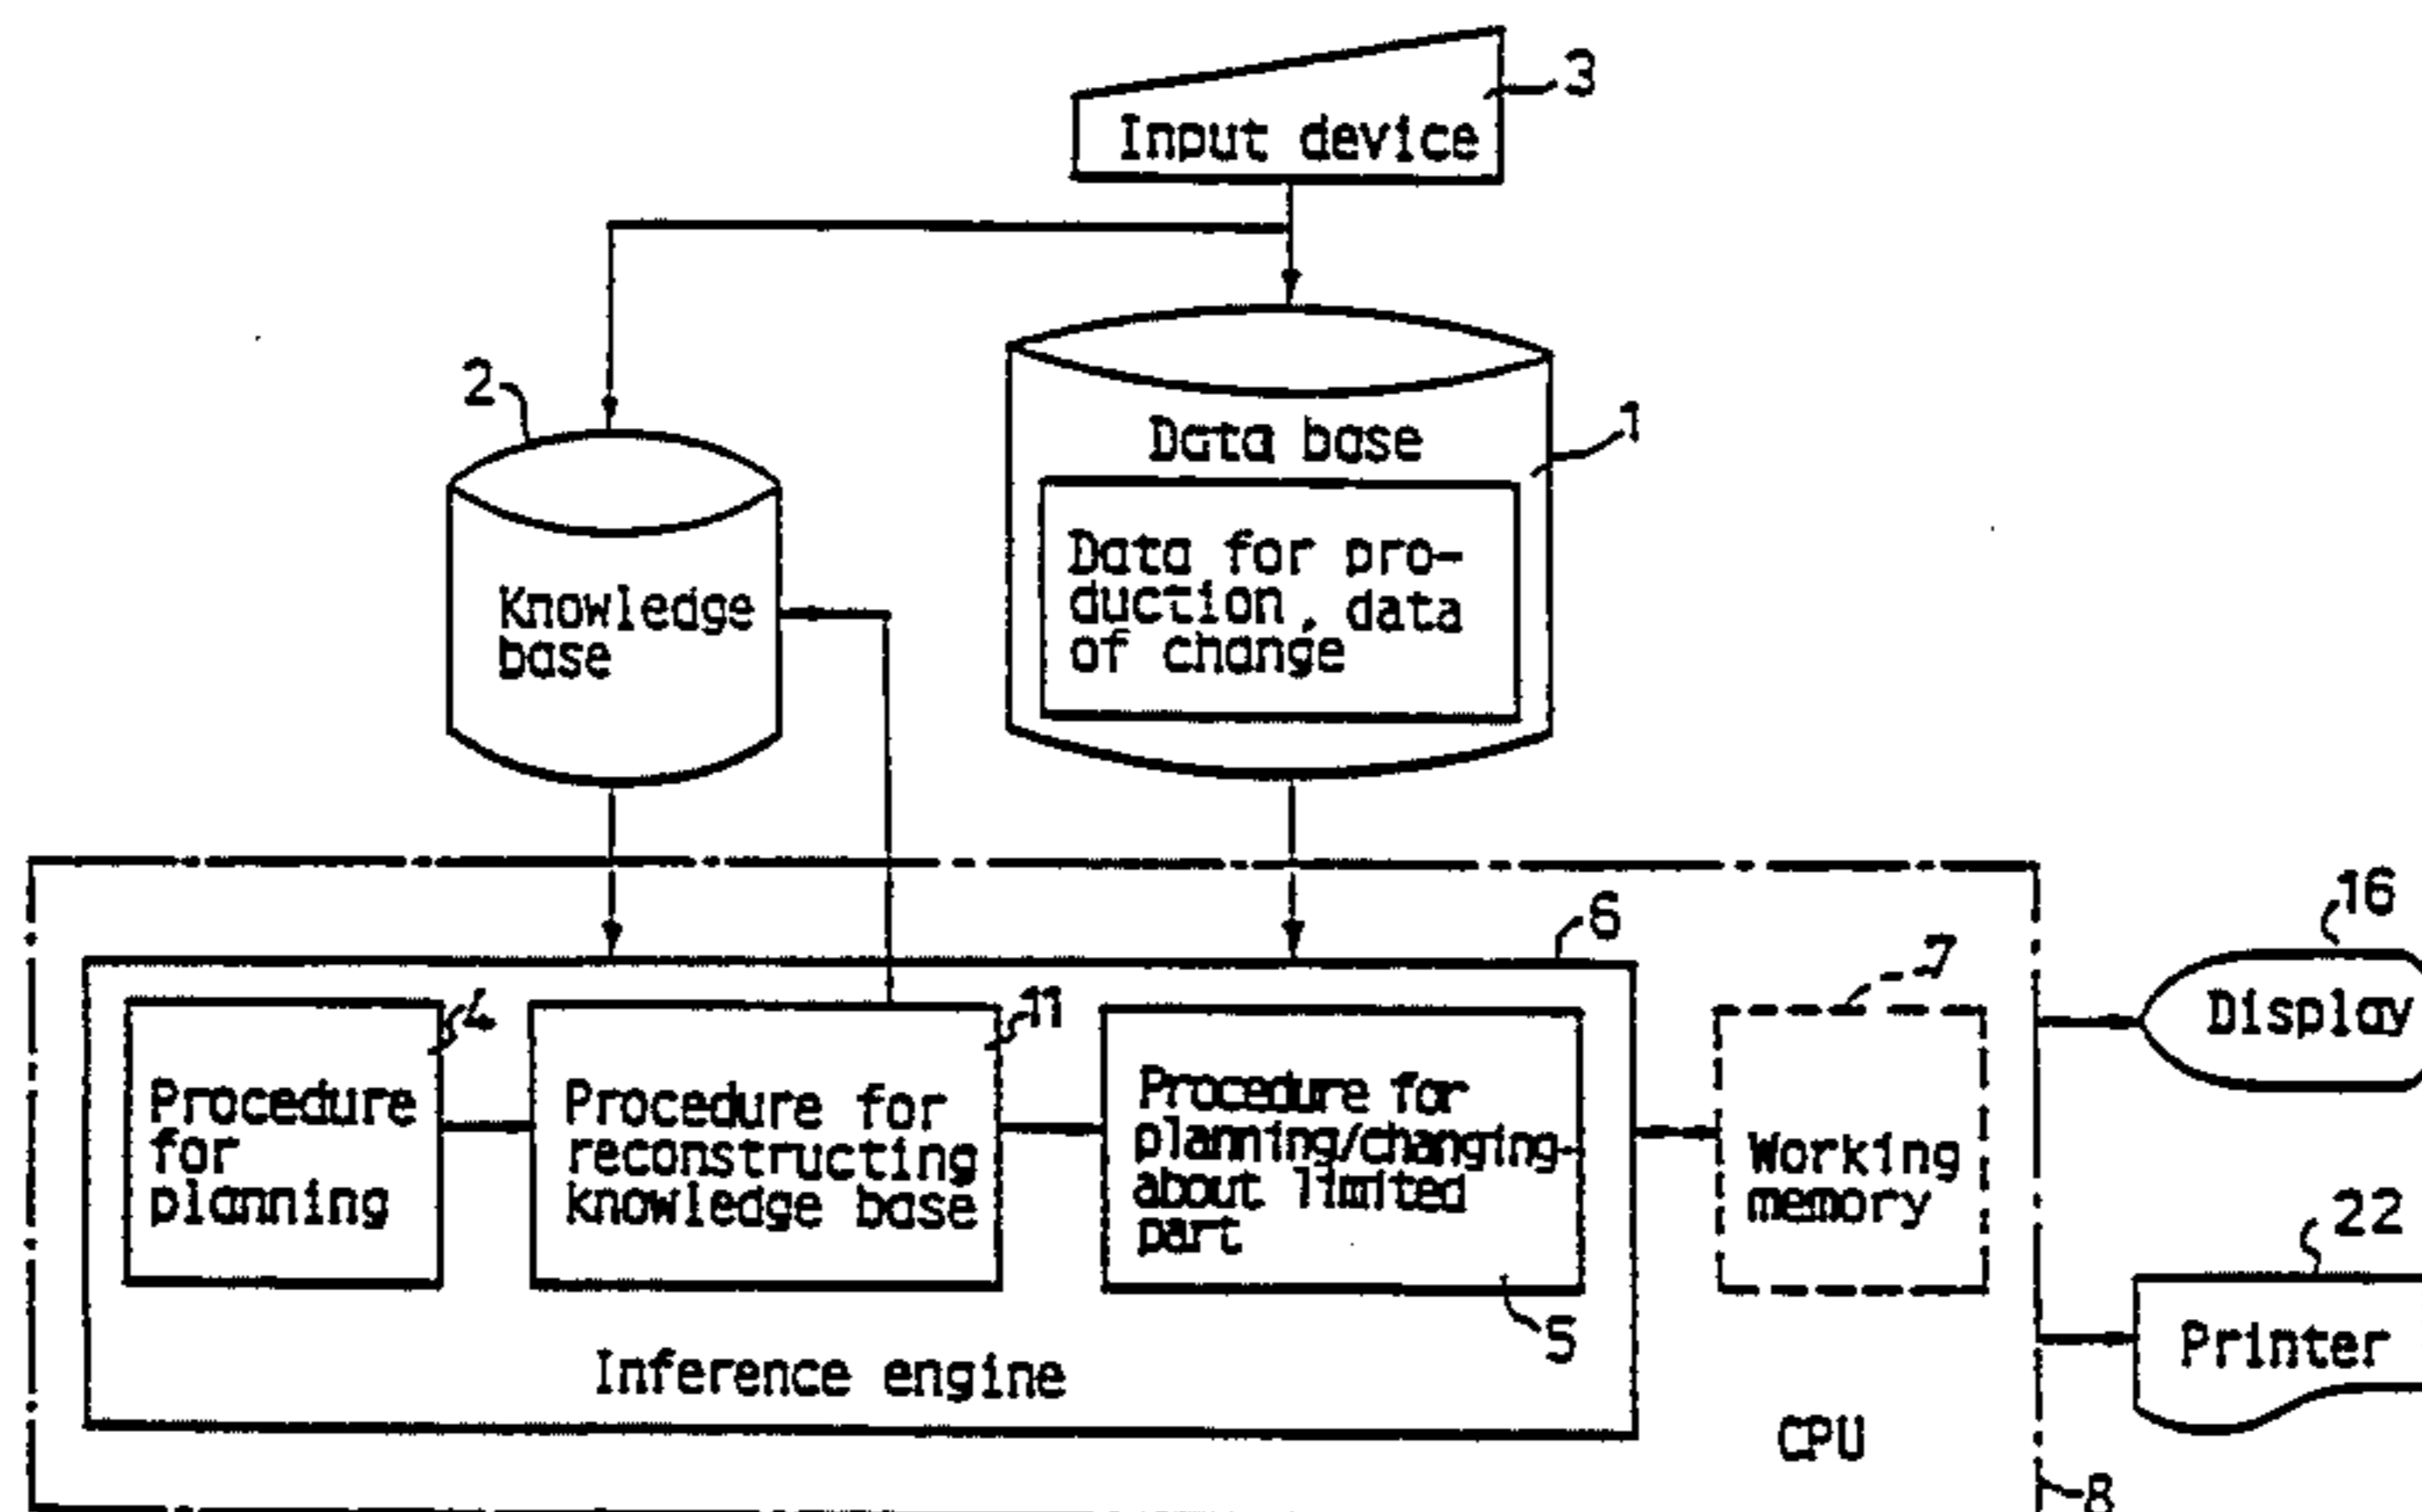 3
Input device
2
1
Data base
Data for pro-
duction, data
of change
Knowledge
base
6
16
7
4
11
Display
Procedure
for
planning
Procedure for
reconstructing
knowledge base
Procedure for
planning/changing
about limited
part
Working
memory
22
5
Printer
Inference engine
CPU
8